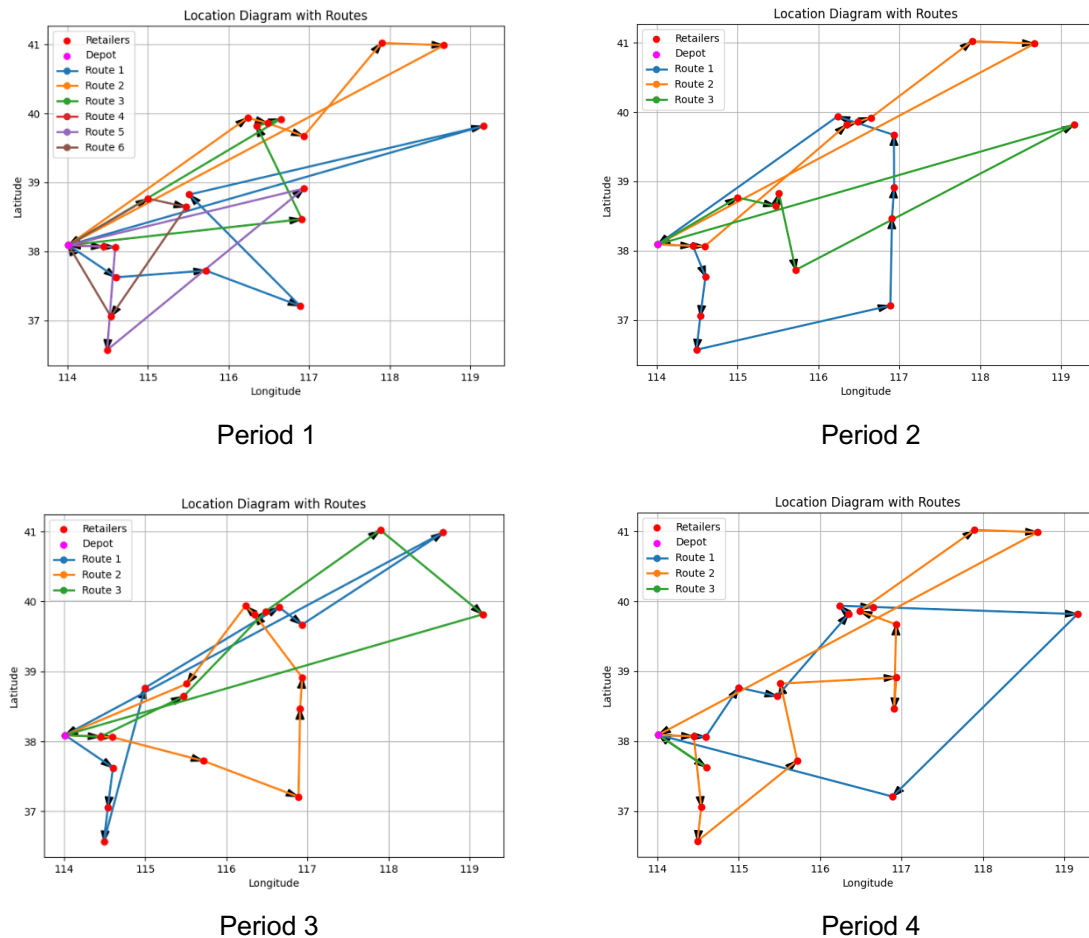 Location Diagram with Routes
Retailers
Depot
Route 1
Route 2
Route 3
Route 4
Route 5
Route 6
41
40
39
38
37
Latitude
114 115 116 117 118 119
Longitude
Period 1
Location Diagram with Routes
Retailers
Depot
Route 1
Route 2
Route 3
41
40
39
38
37
Latitude
114 115 116 117 118 119
Longitude
Period 2
Location Diagram with Routes
Retailers
Depot
Route 1
Route 2
Route 3
41
40
39
38
37
Latitude
114 115 116 117 118 119
Longitude
Period 3
Location Diagram with Routes
Retailers
Depot
Route 1
Route 2
Route 3
41
40
39
38
37
Latitude
114 115 116 117 118 119
Longitude
Period 4